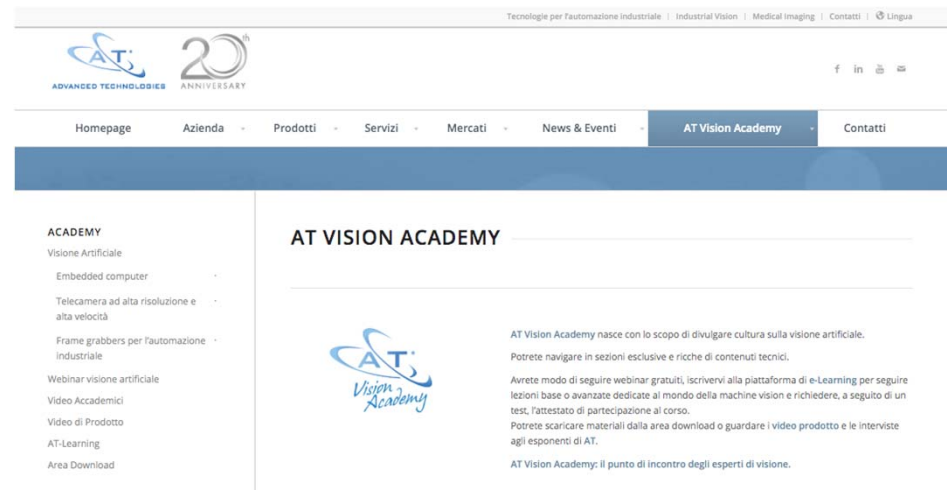 Tecnologie per l'automazione industriale | Industrial Vision | Medical Imaging | Contatti | Lingua
AT
ADVANCED TECHNOLOGIES
20th
ANNIVERSARY
Homepage Azienda Prodotti Servizi Mercati News & Eventi AT Vision Academy Contatti
ACADEMY
Visione Artificiale
Embedded computer
Telecamera ad alta risoluzione e
alta velocità
Frame grabbers per l'automazione
industriale
Webinar visione artificiale
Video Accademici
Video di Prodotto
AT-Learning
Area Download
AT VISION ACADEMY
AT
Vision
Academy
AT Vision Academy nasce con lo scopo di divulgare cultura sulla visione artificiale.
Potrete navigare in sezioni esclusive e ricche di contenuti tecnici.
Avrete modo di seguire webinar gratuiti, iscrivervi alla piattaforma di e-Learning per seguire
lezioni base o avanzate dedicate al mondo della machine vision e richiedere, a seguito di un
test, l'attestato di partecipazione al corso.
Potrete scaricare materiali dalla area download o guardare i video prodotto e le interviste
agli esponenti di AT.
AT Vision Academy: il punto di incontro degli esperti di visione.